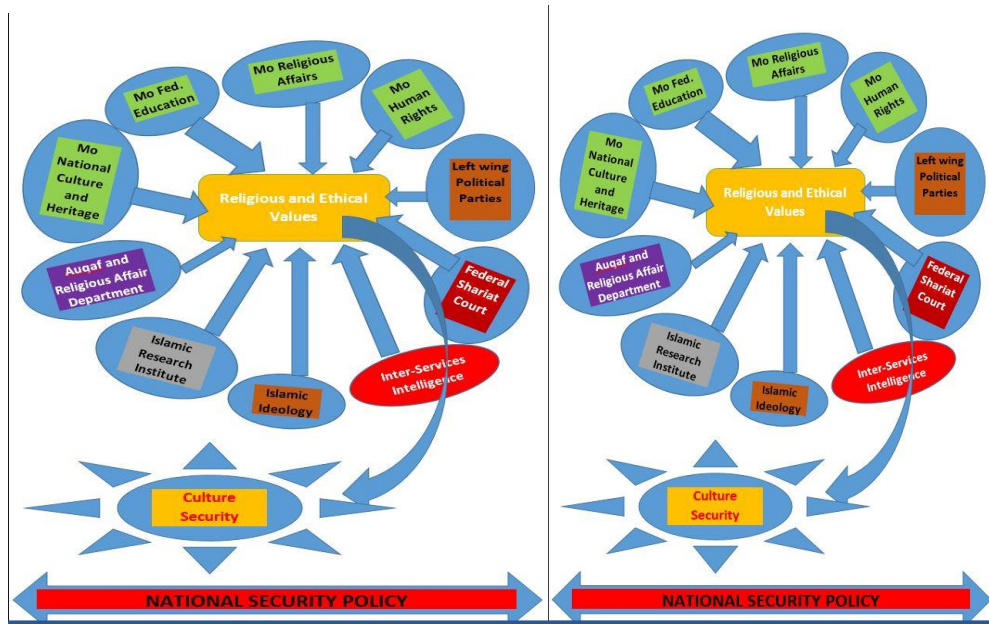 Mo Religious
Affairs
Mo Fed.
Education
Mo
Human
Rights
Mo
National
Culture
and
Heritage
Left wing
Political
Parties
Religious and Ethical
Values
Auqaf and
Religious Affair
Department
Federal
Shariat
Court
Islamic
Research
Institute
Inter-Services
Intelligence
Islamic
Ideology
Culture
Security
NATIONAL SECURITY POLICY
Mo Religious
Affairs
Mo Fed.
Education
Mo
Human
Rights
Mo
National
Culture
and
Heritage
Left wing
Political
Parties
Religious and Ethical
Values
Auqaf and
Religious Affair
Department
Federal
Shariat
Court
Islamic
Research
Institute
Inter-Services
Intelligence
Islamic
Ideology
Culture
Security
NATIONAL SECURITY POLICY